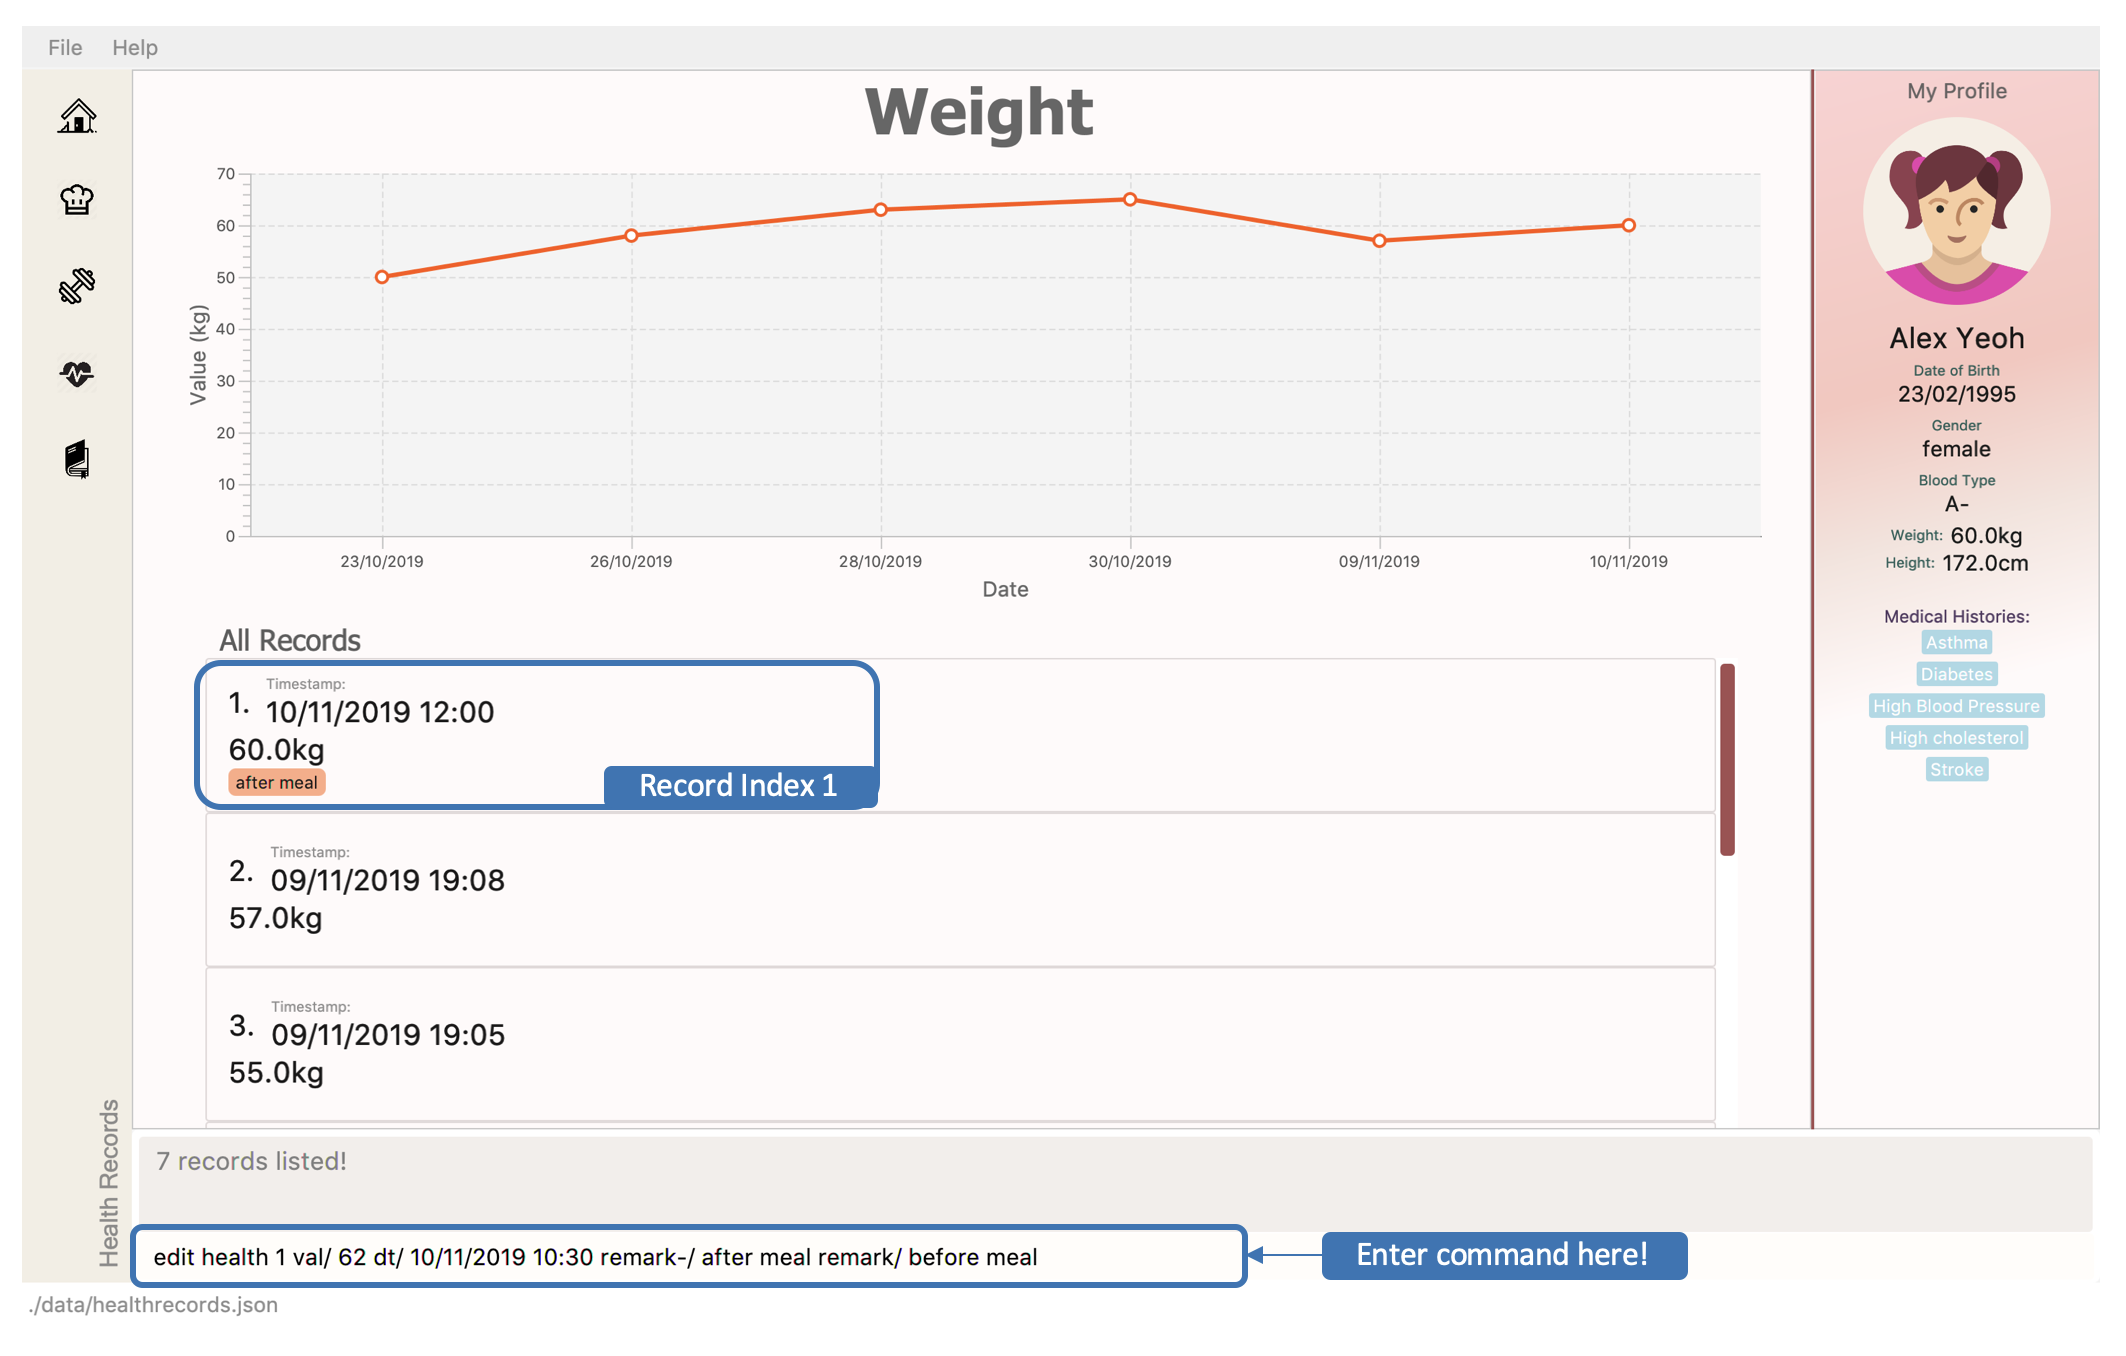 File Help
Weight
70
60
50
40
30
20
10
0
Value (kg)
23/10/2019 26/10/2019 28/10/2019 30/10/2019 09/11/2019 10/11/2019
Date
All Records
Timestamp:
1. 10/11/2019 12:00
60.0kg
after meal
Record Index 1
Timestamp:
2. 09/11/2019 19:08
57.0kg
Timestamp:
3. 09/11/2019 19:05
55.0kg
My Profile
Alex Yeoh
Date of Birth
23/02/1995
Gender
female
Blood Type
A-
Weight: 60.0kg
Height: 172.0cm
Medical Histories:
Asthma
Diabetes
High Blood Pressure
High cholesterol
Stroke
Health Records
7 records listed!
edit health 1 val/ 62 dt/ 10/11/2019 10:30 remark-/ after meal remark/ before meal
Enter command here!
./data/healthrecords.json